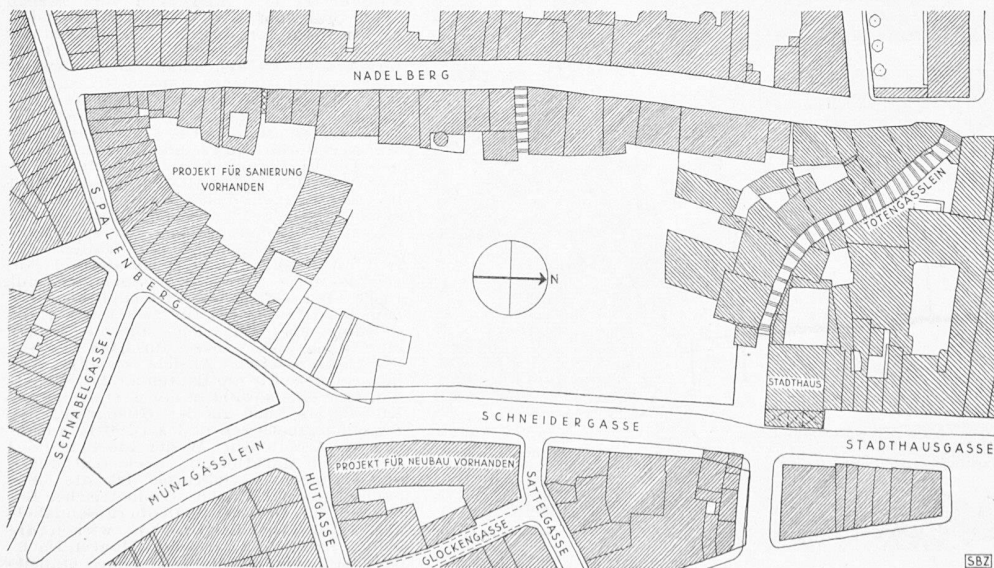 NADELBERG
PROJEKT FÜR SANIERUNG
VORHANDEN
TOTENGÄSSLEIN
SPALENBERG
N
SCHNABELGASSE
STADTHAUS
SCHNEIDERGASSE
STADTHAUSGASSE
MÜNZGÄSSLEIN
HUTGASSE
PROJEKT FÜR NEUBAU VORHANDEN
SATTELGASSE
GLOCKENGASSE
SBZ